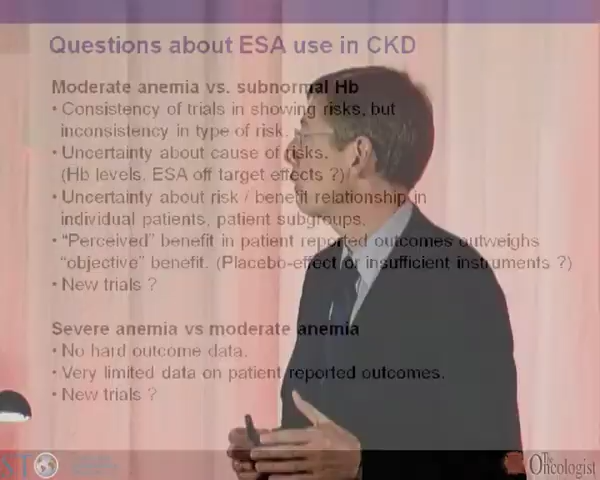 Questions about ESA use in CKD
Moderate anemia vs. subnormal Hb
• Consistency of trials in showing risks, but
inconsistency in type of risk.
• Uncertainty about cause of risks.
(Hb levels, ESA off target effects ?)
• Uncertainty about risk / benefit relationship in
individual patients, patient subgroups.
• “Perceived” benefit in patient reported outcomes outweighs
“objective” benefit. (Placebo-effect or insufficient instruments ?)
• New trials ?
Severe anemia vs moderate anemia
• No hard outcome data.
• Very limited data on patient reported outcomes.
• New trials ?
The
Oncologist